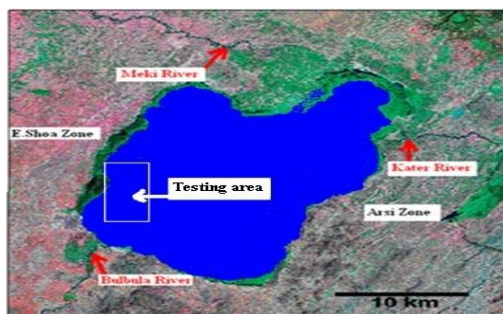 Meki River
E.Shoa Zone
Kater River
Testing area
Arsi Zone
Bulbula River
10 km